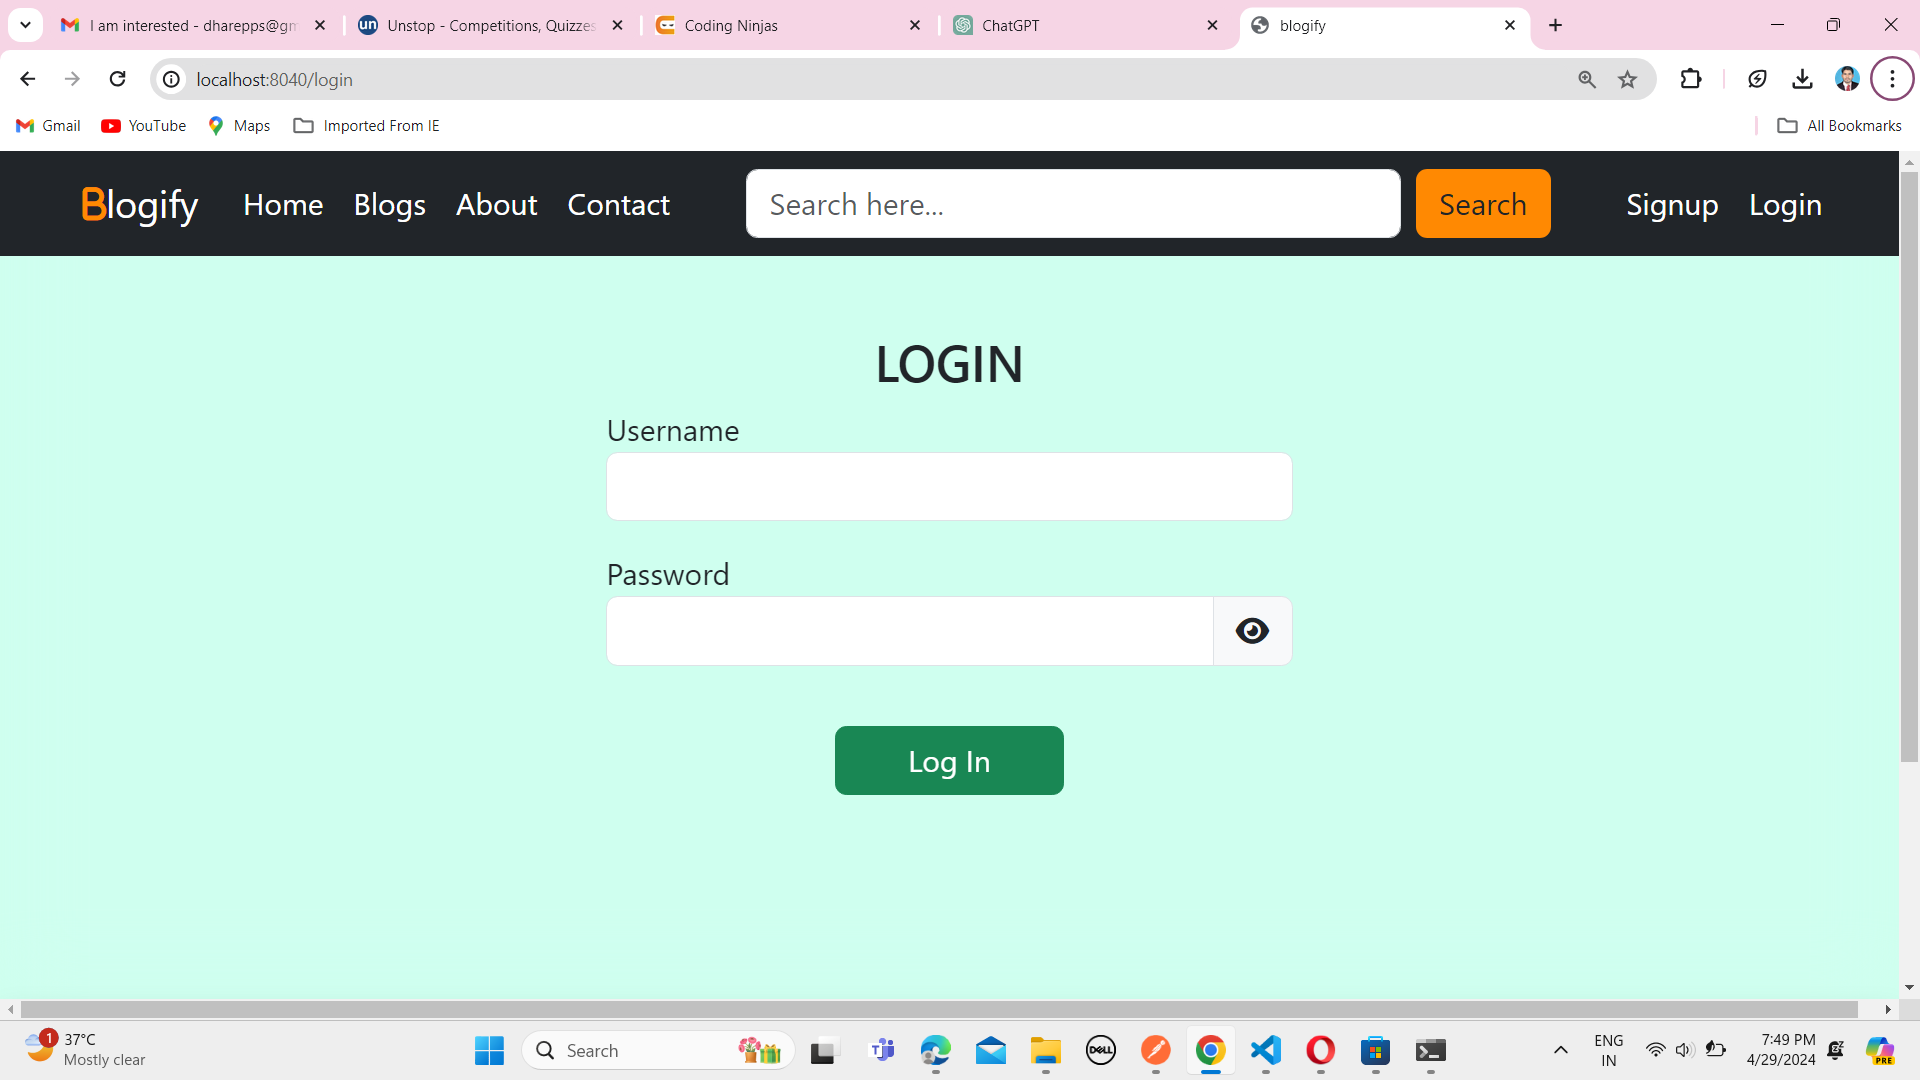 I am interested - dharepps@gm
Unstop - Competitions, Quizzes
Coding Ninjas
ChatGPT
blogify
localhost:8040/login
Gmail
YouTube
Maps
Imported From IE
All Bookmarks
Blogify
Home
Blogs
About
Contact
Search here...
Search
Signup
Login
LOGIN
Username
Password
Log In
1
37°C
Mostly clear
Search
DELL
ENG
IN
7:49 PM
4/29/2024
PRE